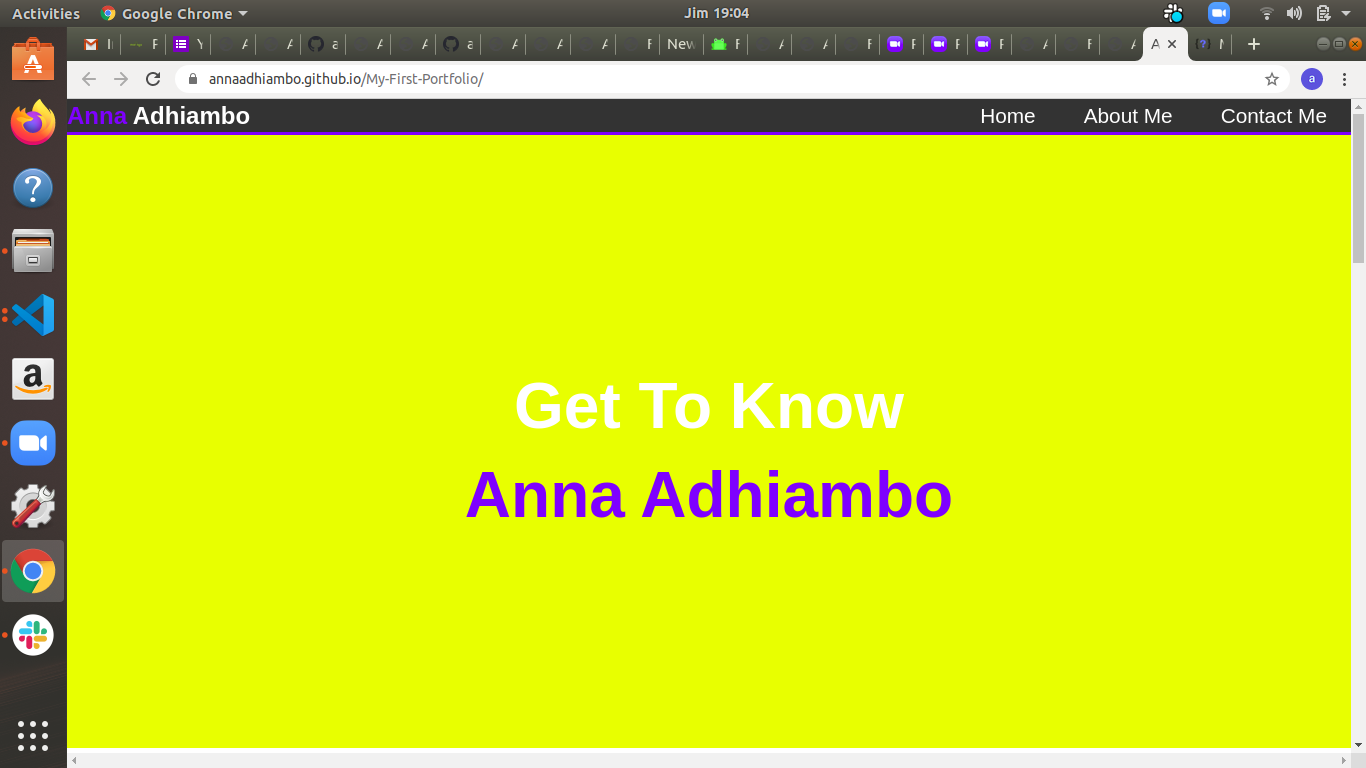 Activities
Google Chrome
Jim 19:04
New
annaadhiambo.github.io/My-First-Portfolio/
a
Anna Adhiambo
Home
About Me
Contact Me
Get To Know
Anna Adhiambo